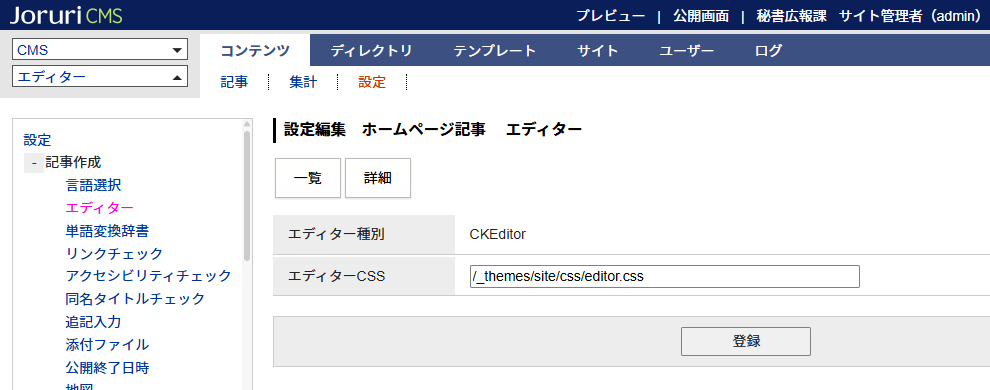 Joruri CMS
プレビュー | 公開画面 | 秘書広報課 サイト管理者（admin）
CMS
エディター
コンテンツ ディレクトリ テンプレート サイト ユーザー ログ
記事 集計 設定
設定
- 記事作成
言語選択
エディター
単語変換辞書
リンクチェック
アクセシビリティチェック
同名タイトルチェック
追記入力
添付ファイル
公開終了日時
地図
設定編集 ホームページ記事 エディター
一覧 詳細
エディター種別 CKEditor
エディターCSS /_themes/site/css/editor.css
登録